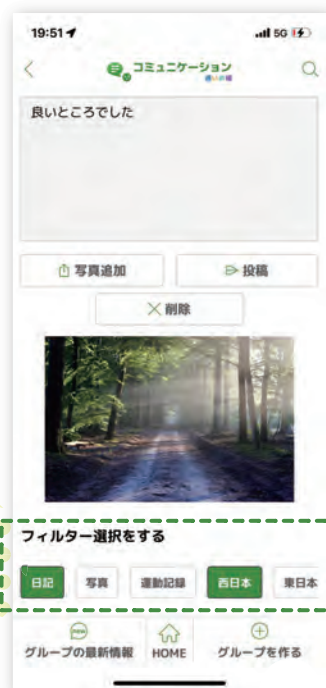 19:51
5G
コミュニケーション
良いところでした
写真追加
投稿
削除
フィルター選択をする
日記
写真
運動記録
西日本
東日本
グループの最新情報
HOME
グループを作る